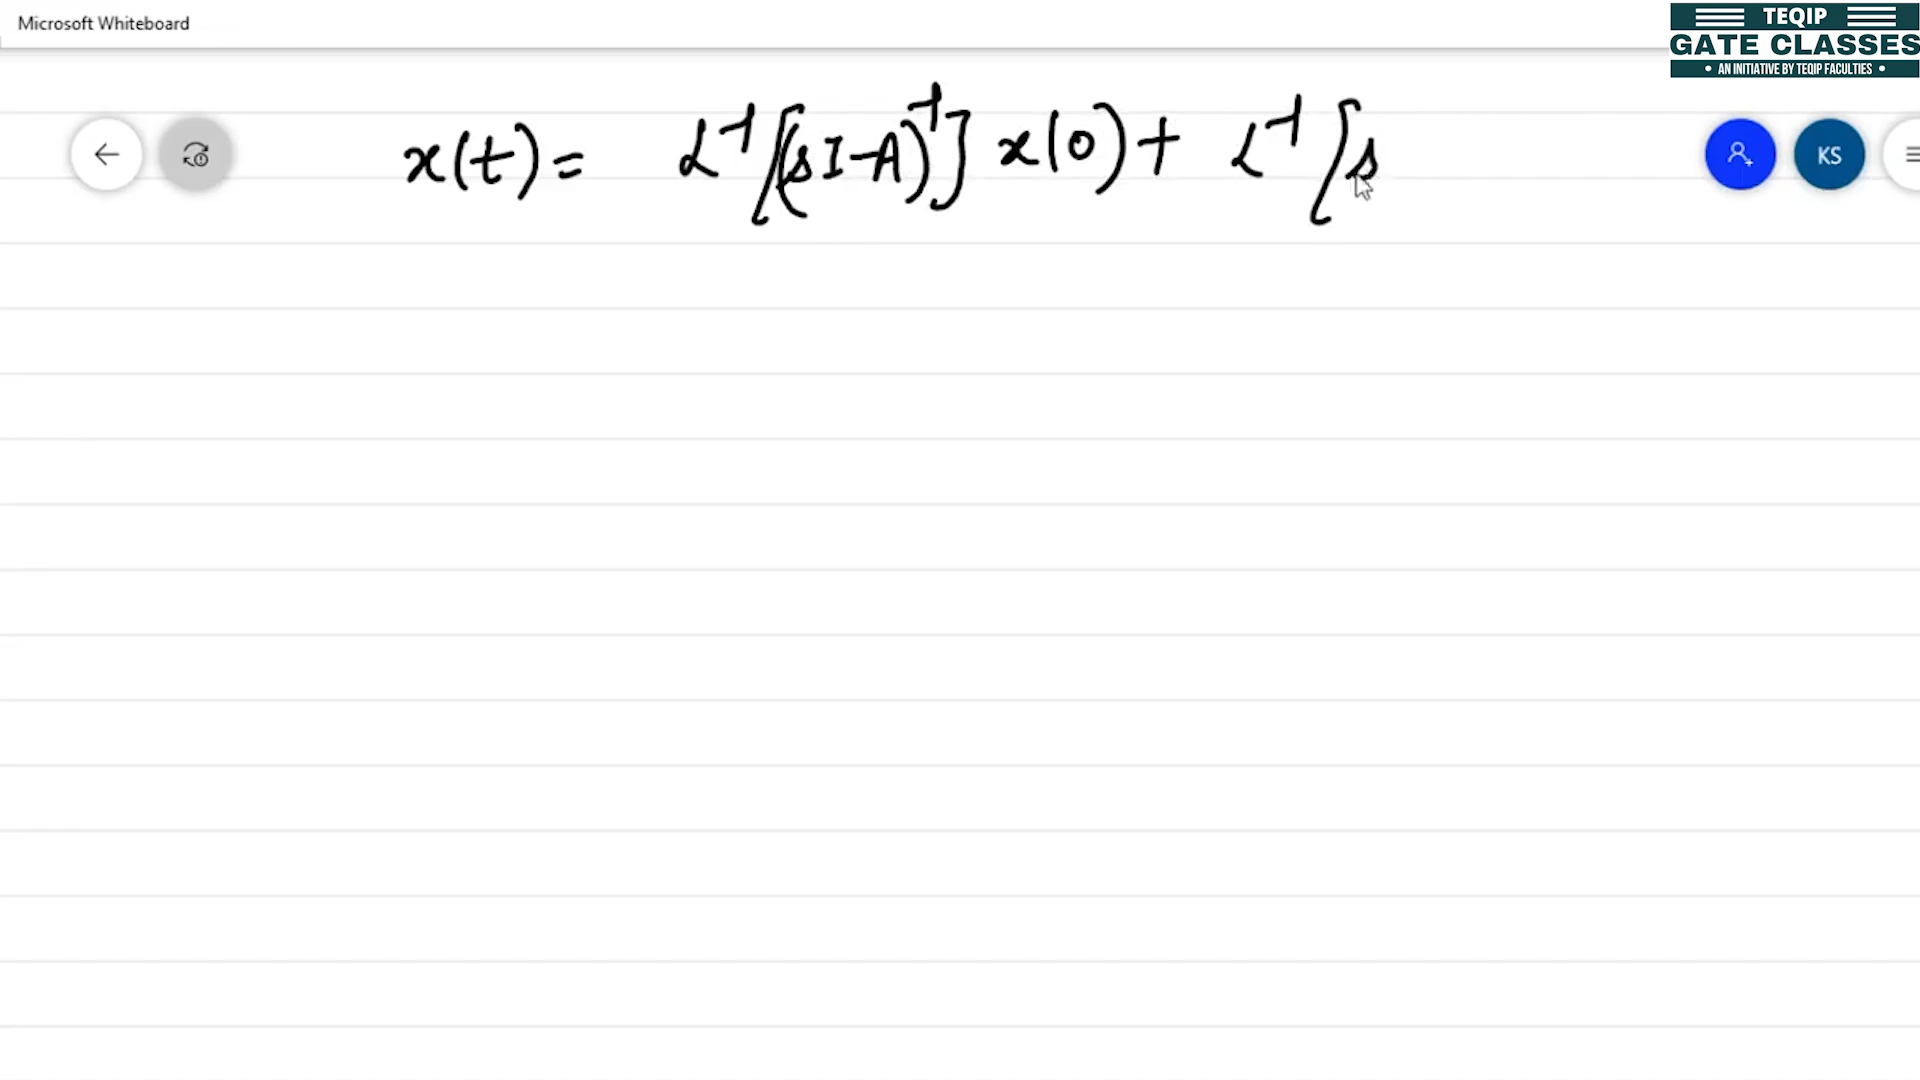 Microsoft Whiteboard
TEQIP
GATE CLASSES
• AN INITIATIVE BY TEQIP FACULTIES •
x(t) = L⁻¹[(sI-A)⁻¹] x(0) + L⁻¹[s
KS